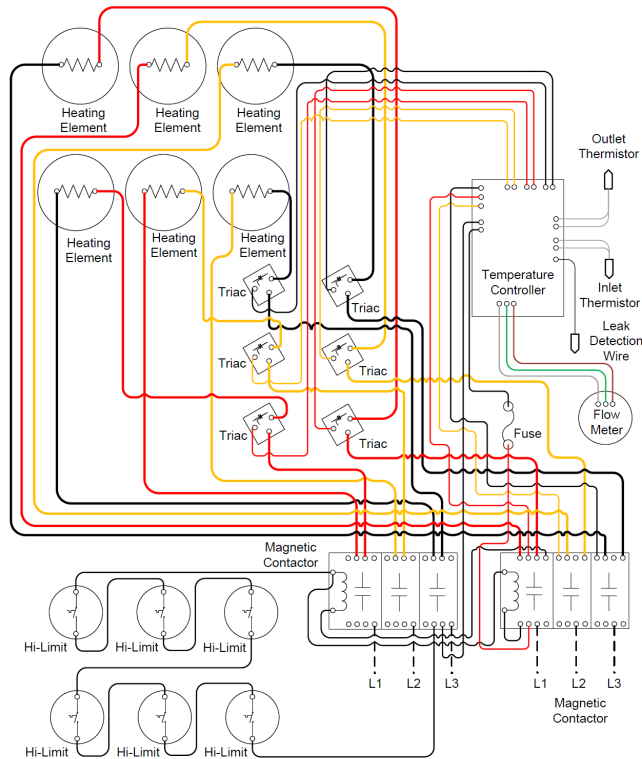 Heating
Element
Heating
Element
Heating
Element
Heating
Element
Heating
Element
Heating
Element
Outlet
Thermistor
Temperature
Controller
Inlet
Thermistor
Leak
Detection
Wire
Triac
Triac
Triac
Triac
Triac
Triac
Fuse
Flow
Meter
Magnetic
Contactor
Hi-Limit
Hi-Limit
Hi-Limit
L1
L2
L3
L1
L2
L3
Magnetic
Contactor
Hi-Limit
Hi-Limit
Hi-Limit